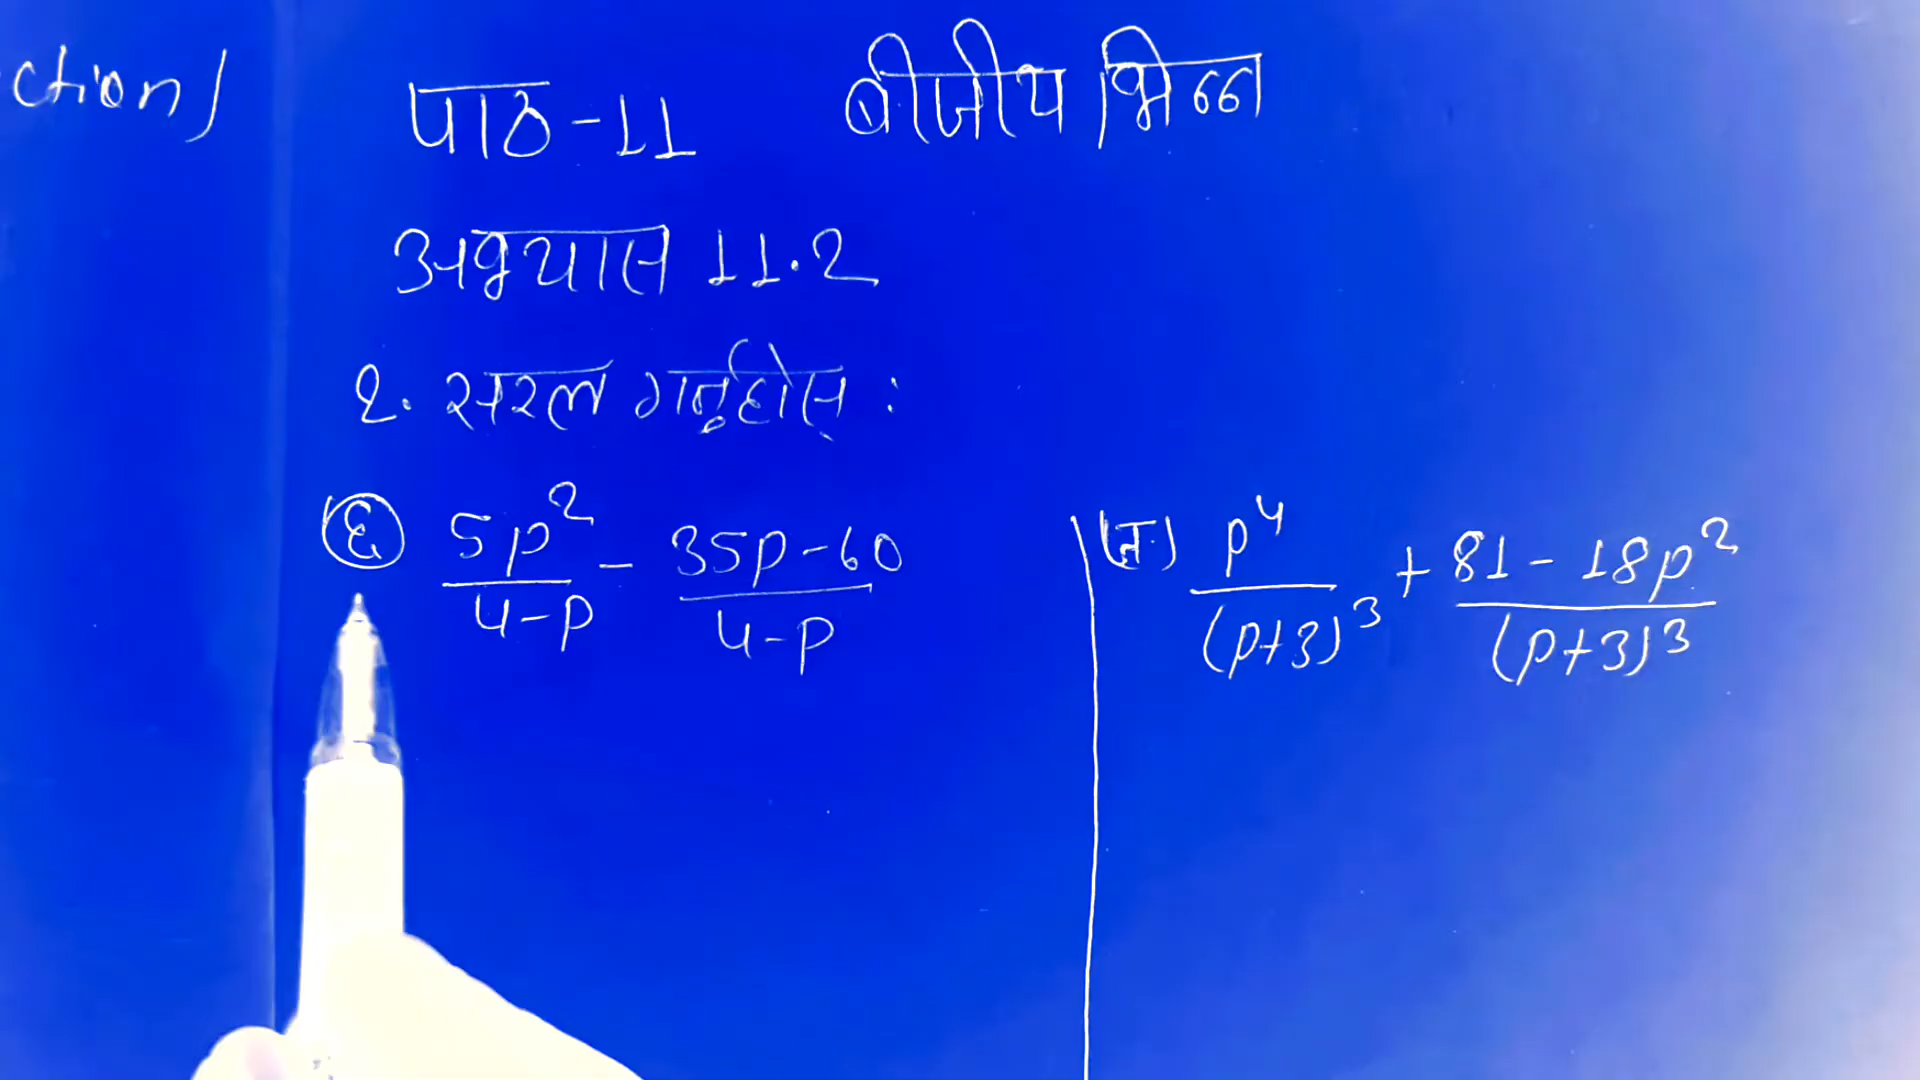 ction)
पाठ-11 बीजीय भिन्न
अभ्यास 11.2
2. सरल गर्नुहोस् :
5p² / 4-p - 35p-60 / 4-p
p⁴ / (p+3)³ + 81-18p² / (p+3)³